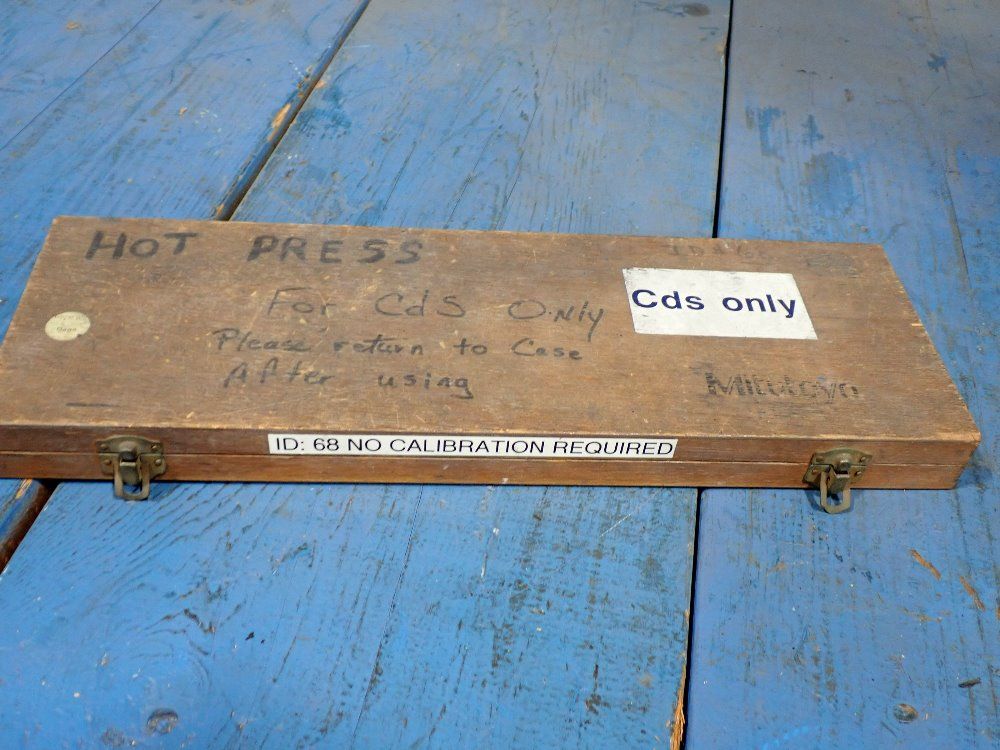 HOT PRESS
For CdS Only
Please return to Case
After using
Cds only
Mitutoyo
ID: 68 NO CALIBRATION REQUIRED